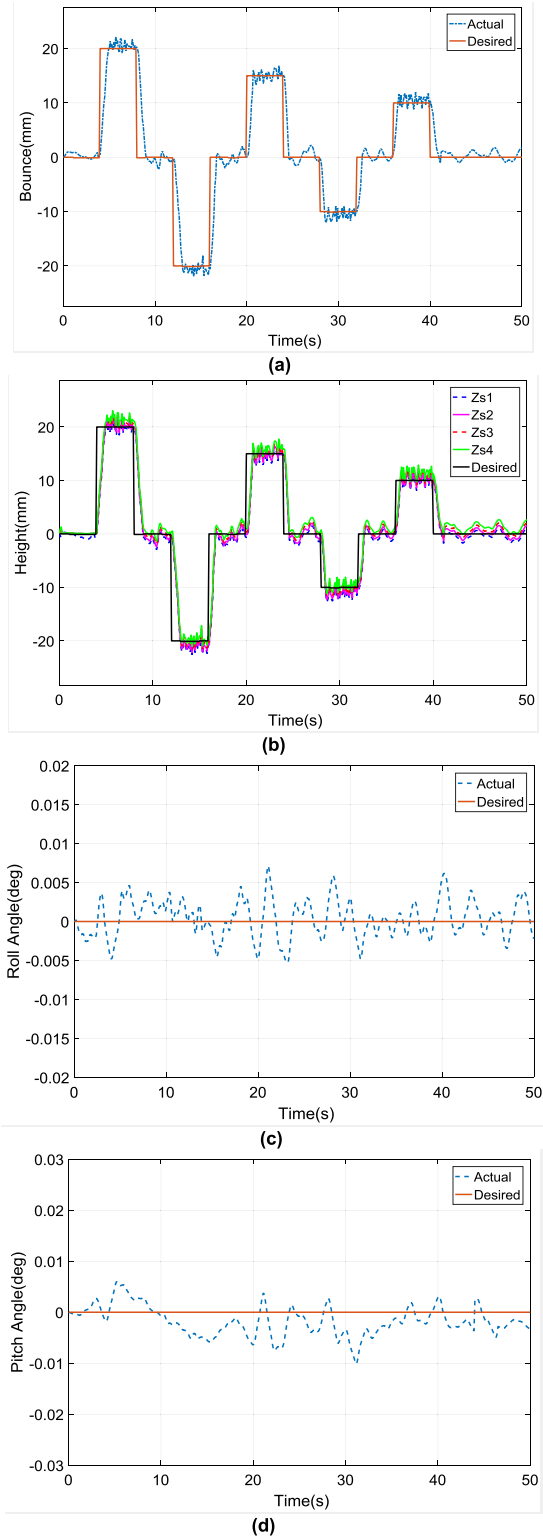 Bounce(mm)
20
10
0
-10
-20
Actual
Desired
0 10 20 30 40 50
Time(s)
(a)
Height(mm)
20
10
0
-10
-20
Zs1
Zs2
Zs3
Zs4
Desired
0 10 20 30 40 50
Time(s)
(b)
Roll Angle(deg)
0.02
0.015
0.01
0.005
0
-0.005
-0.01
-0.015
-0.02
Actual
Desired
0 10 20 30 40 50
Time(s)
(c)
Pitch Angle(deg)
0.03
0.02
0.01
0
-0.01
-0.02
-0.03
Actual
Desired
0 10 20 30 40 50
Time(s)
(d)